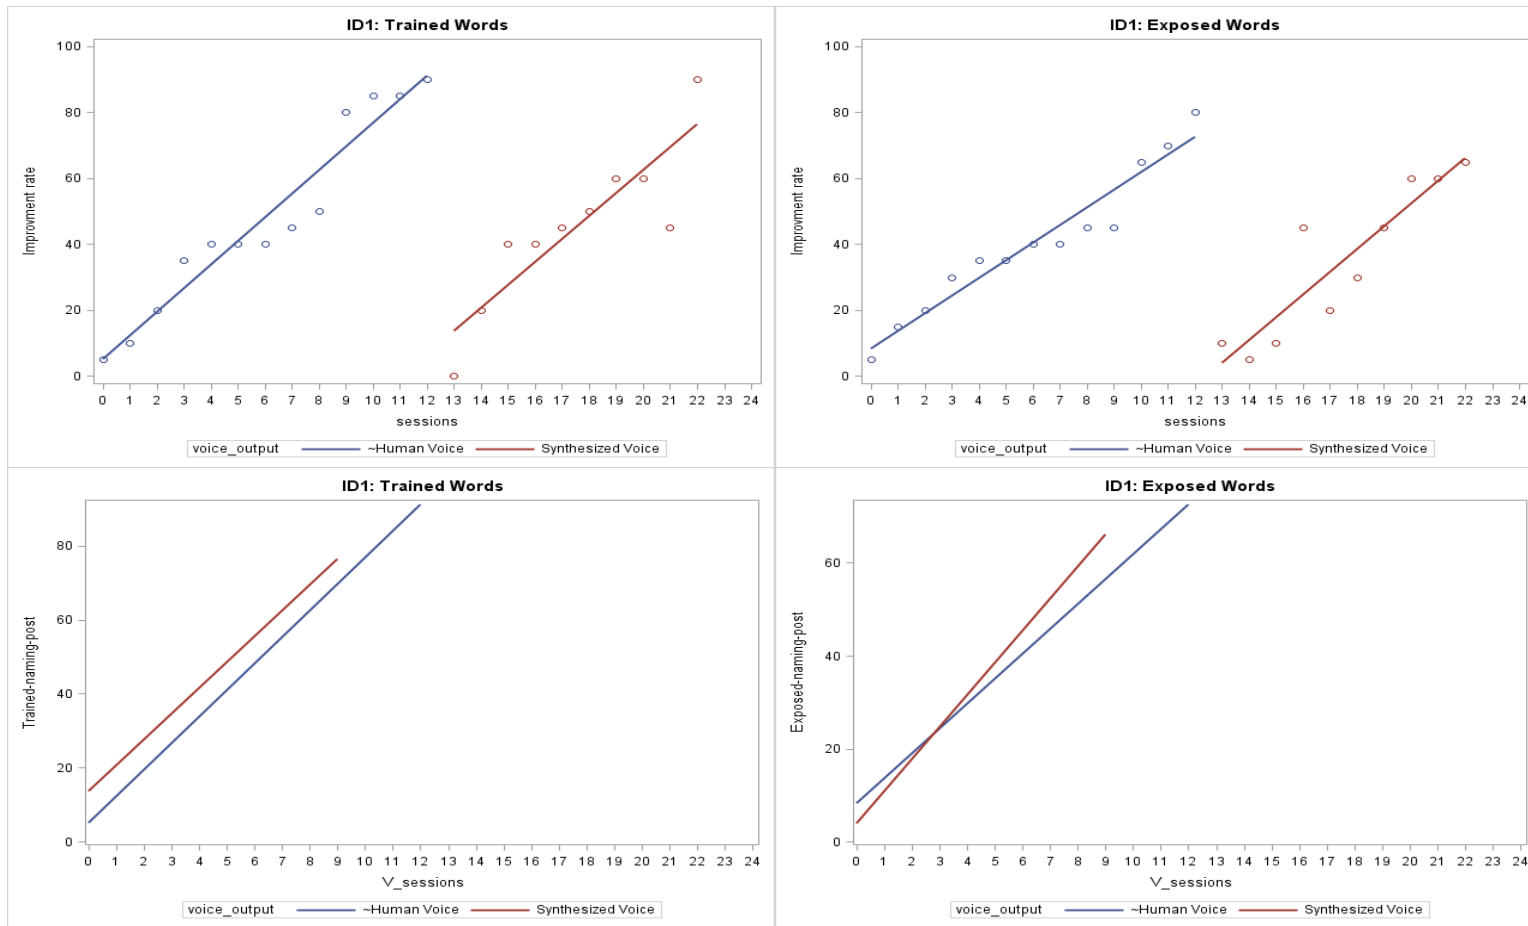 ID1: Trained Words
100
80
60
40
20
0
Improvment rate
0 1 2 3 4 5 6 7 8 9 10 11 12 13 14 15 16 17 18 19 20 21 22 23 24
sessions
voice_output ~Human Voice Synthesized Voice
ID1: Exposed Words
100
80
60
40
20
0
Improvment rate
0 1 2 3 4 5 6 7 8 9 10 11 12 13 14 15 16 17 18 19 20 21 22 23 24
sessions
voice_output ~Human Voice Synthesized Voice
ID1: Trained Words
80
60
40
20
0
Trained-naming-post
0 1 2 3 4 5 6 7 8 9 10 11 12 13 14 15 16 17 18 19 20 21 22 23 24
V_sessions
voice_output ~Human Voice Synthesized Voice
ID1: Exposed Words
60
40
20
0
Exposed-naming-post
0 1 2 3 4 5 6 7 8 9 10 11 12 13 14 15 16 17 18 19 20 21 22 23 24
V_sessions
voice_output ~Human Voice Synthesized Voice